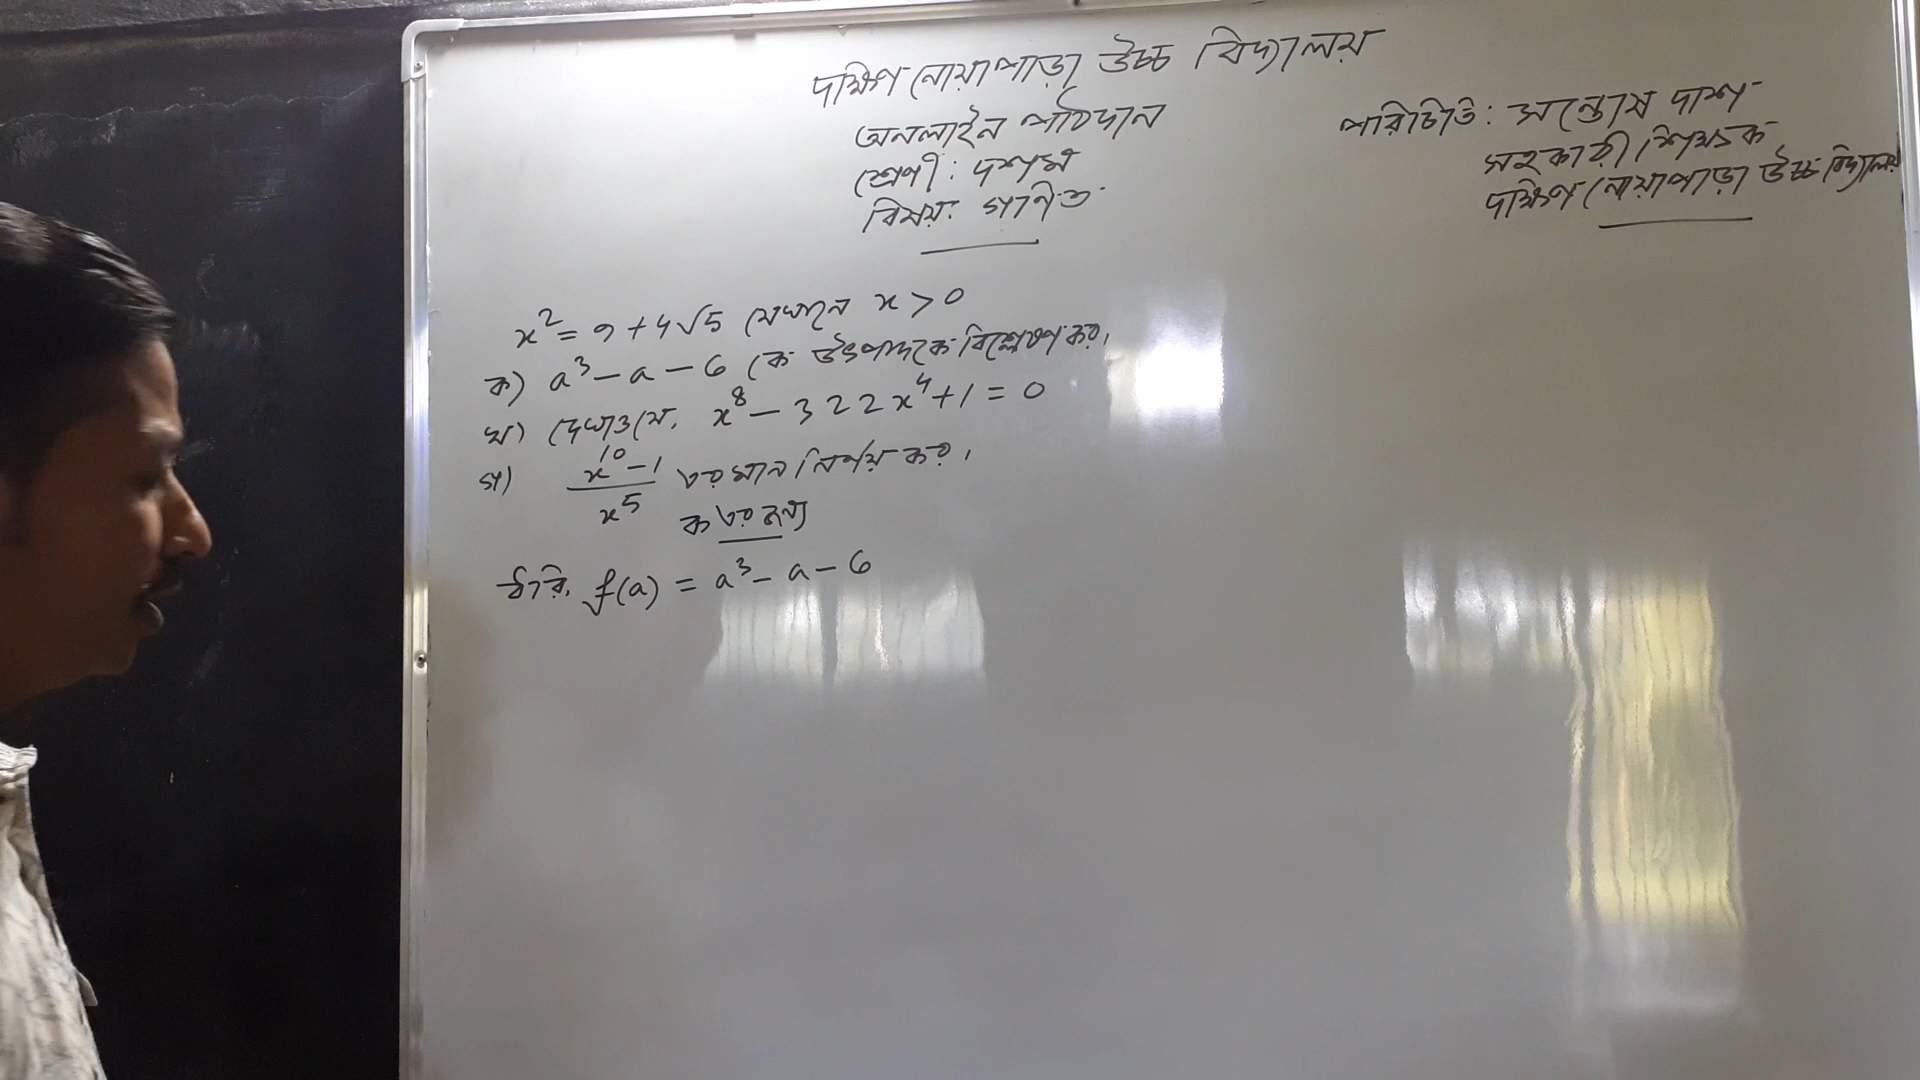 দক্ষিণ নোয়াপাড়া উচ্চ বিদ্যালয়
অনলাইন পাঠদান
শ্রেণী: দশম
বিষয়: গণিত
পরিচিতি: সন্তোষ দাশ
সহকারী শিক্ষক
দক্ষিণ নোয়াপাড়া উচ্চ বিদ্যালয়
x² = 9 + 4√5 যেখানে x > 0
ক) a³ – a – 6 কে উৎপাদকে বিশ্লেষণ কর।
খ) দেখাও যে, x⁸ – 322x⁴ + 1 = 0
গ) (x¹⁰ – 1)/x⁵ এর মান নির্ণয় কর।
ক এর জন্য
ধরি, f(a) = a³ – a – 6